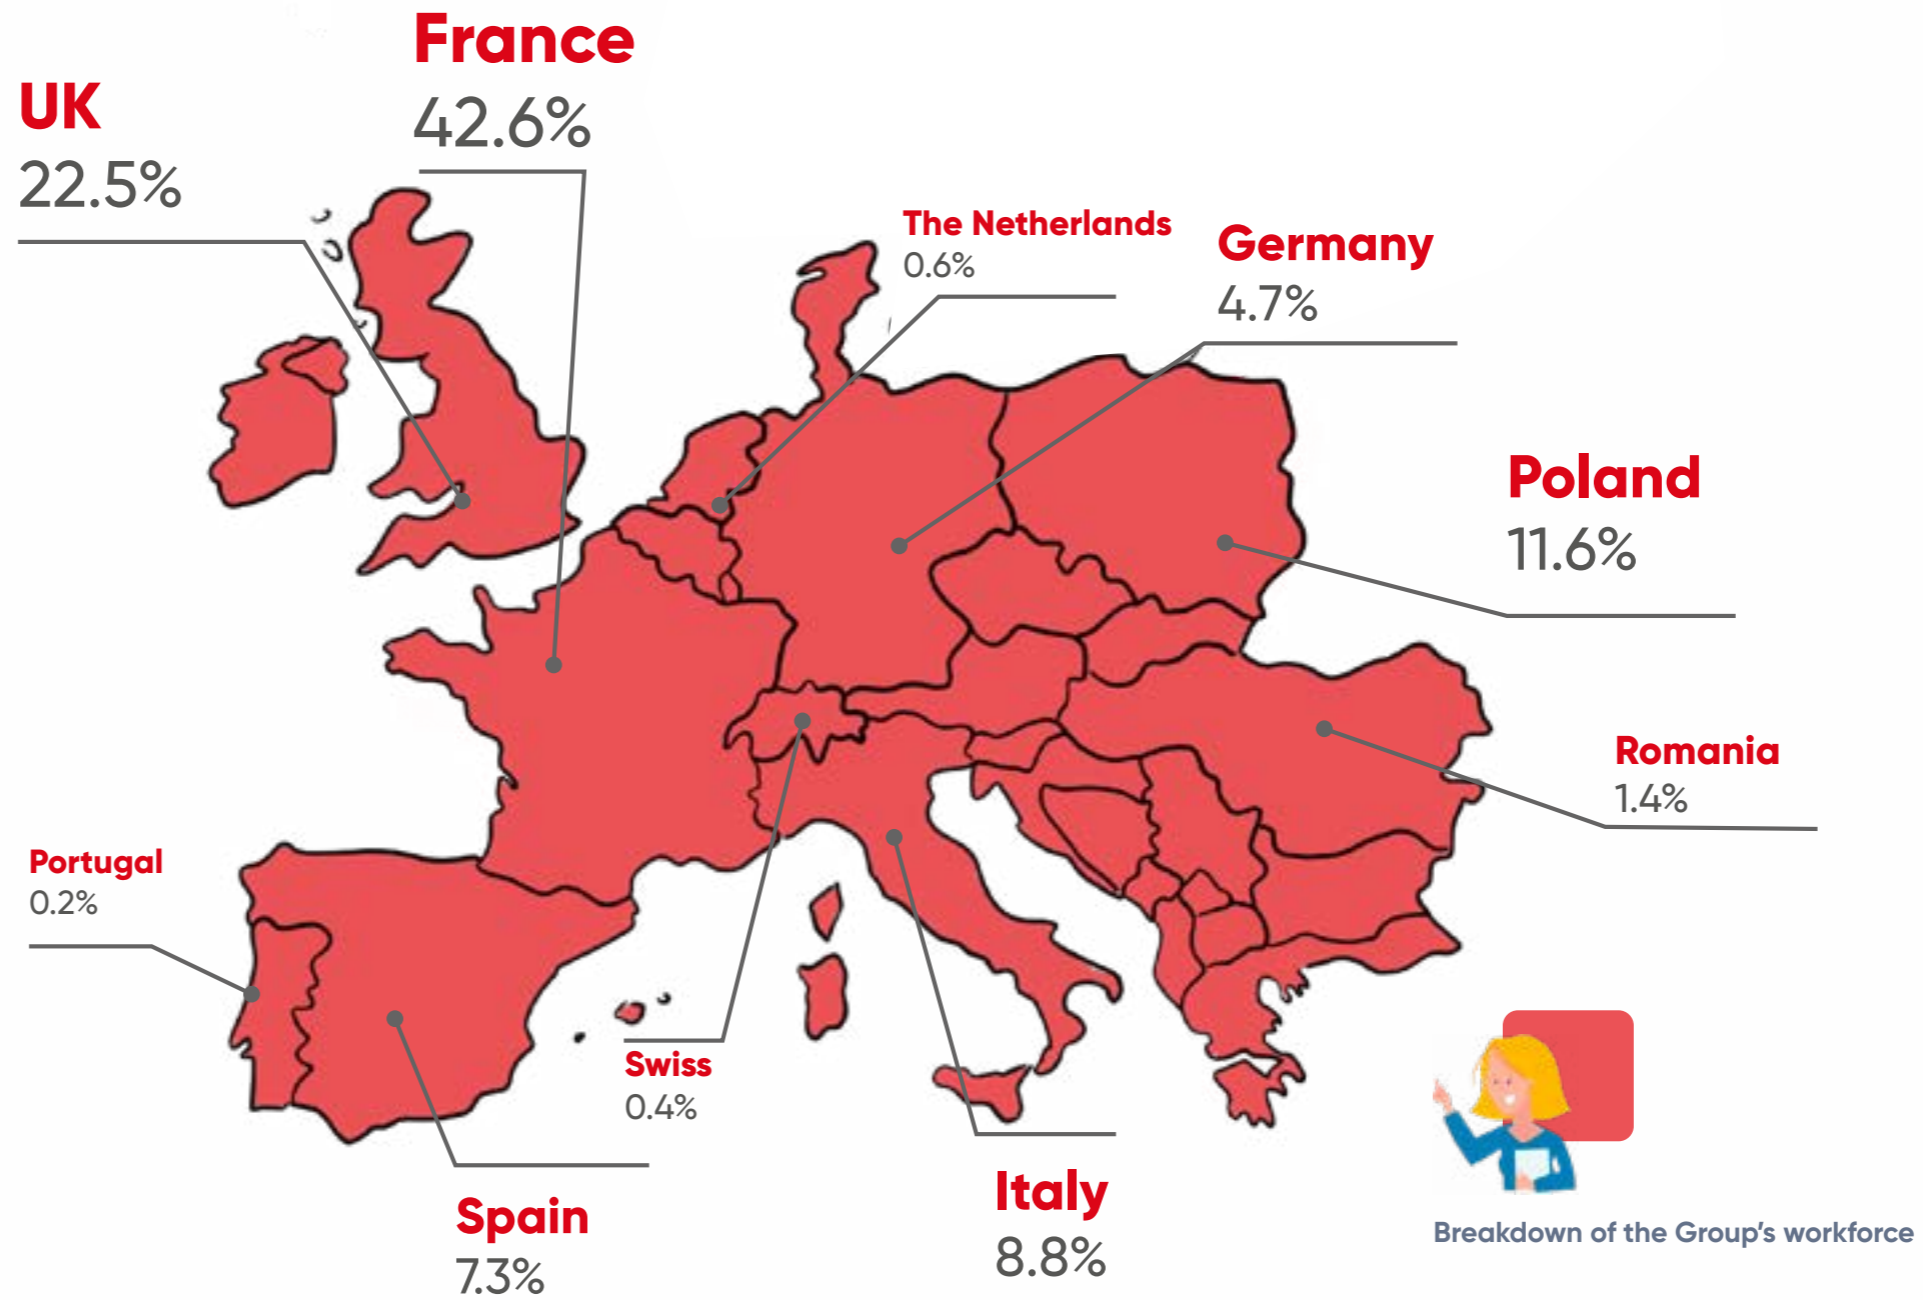 France
42.6%
UK
22.5%
The Netherlands
0.6%
Germany
4.7%
Poland
11.6%
Romania
1.4%
Portugal
0.2%
Swiss
0.4%
Spain
7.3%
Italy
8.8%
Breakdown of the Group's workforce